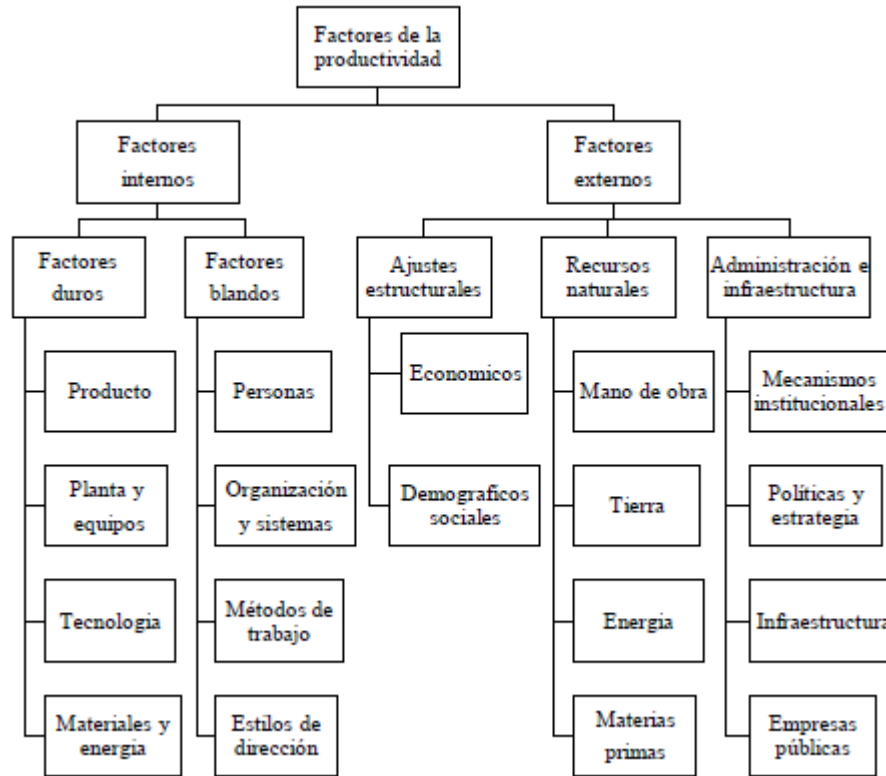 Factores de la
productividad
Factores
internos
Factores
externos
Factores
duros
Factores
blandos
Ajustes
estructurales
Recursos
naturales
Administración e
infraestructura
Producto
Personas
Economicos
Mano de obra
Mecanismos
institucionales
Planta y
equipos
Organización
y sistemas
Demograficos
sociales
Tierra
Políticas y
estrategia
Tecnologia
Métodos de
trabajo
Energia
Infraestructura
Materiales y
energia
Estilos de
dirección
Materias
primas
Empresas
públicas